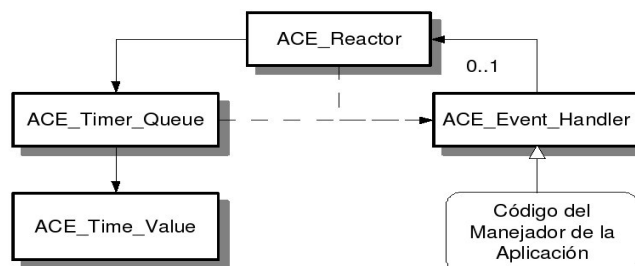 ACE_Reactor
0..1
ACE_Timer_Queue
ACE_Event_Handler
ACE_Time_Value
Código del
Manejador de la
Aplicación